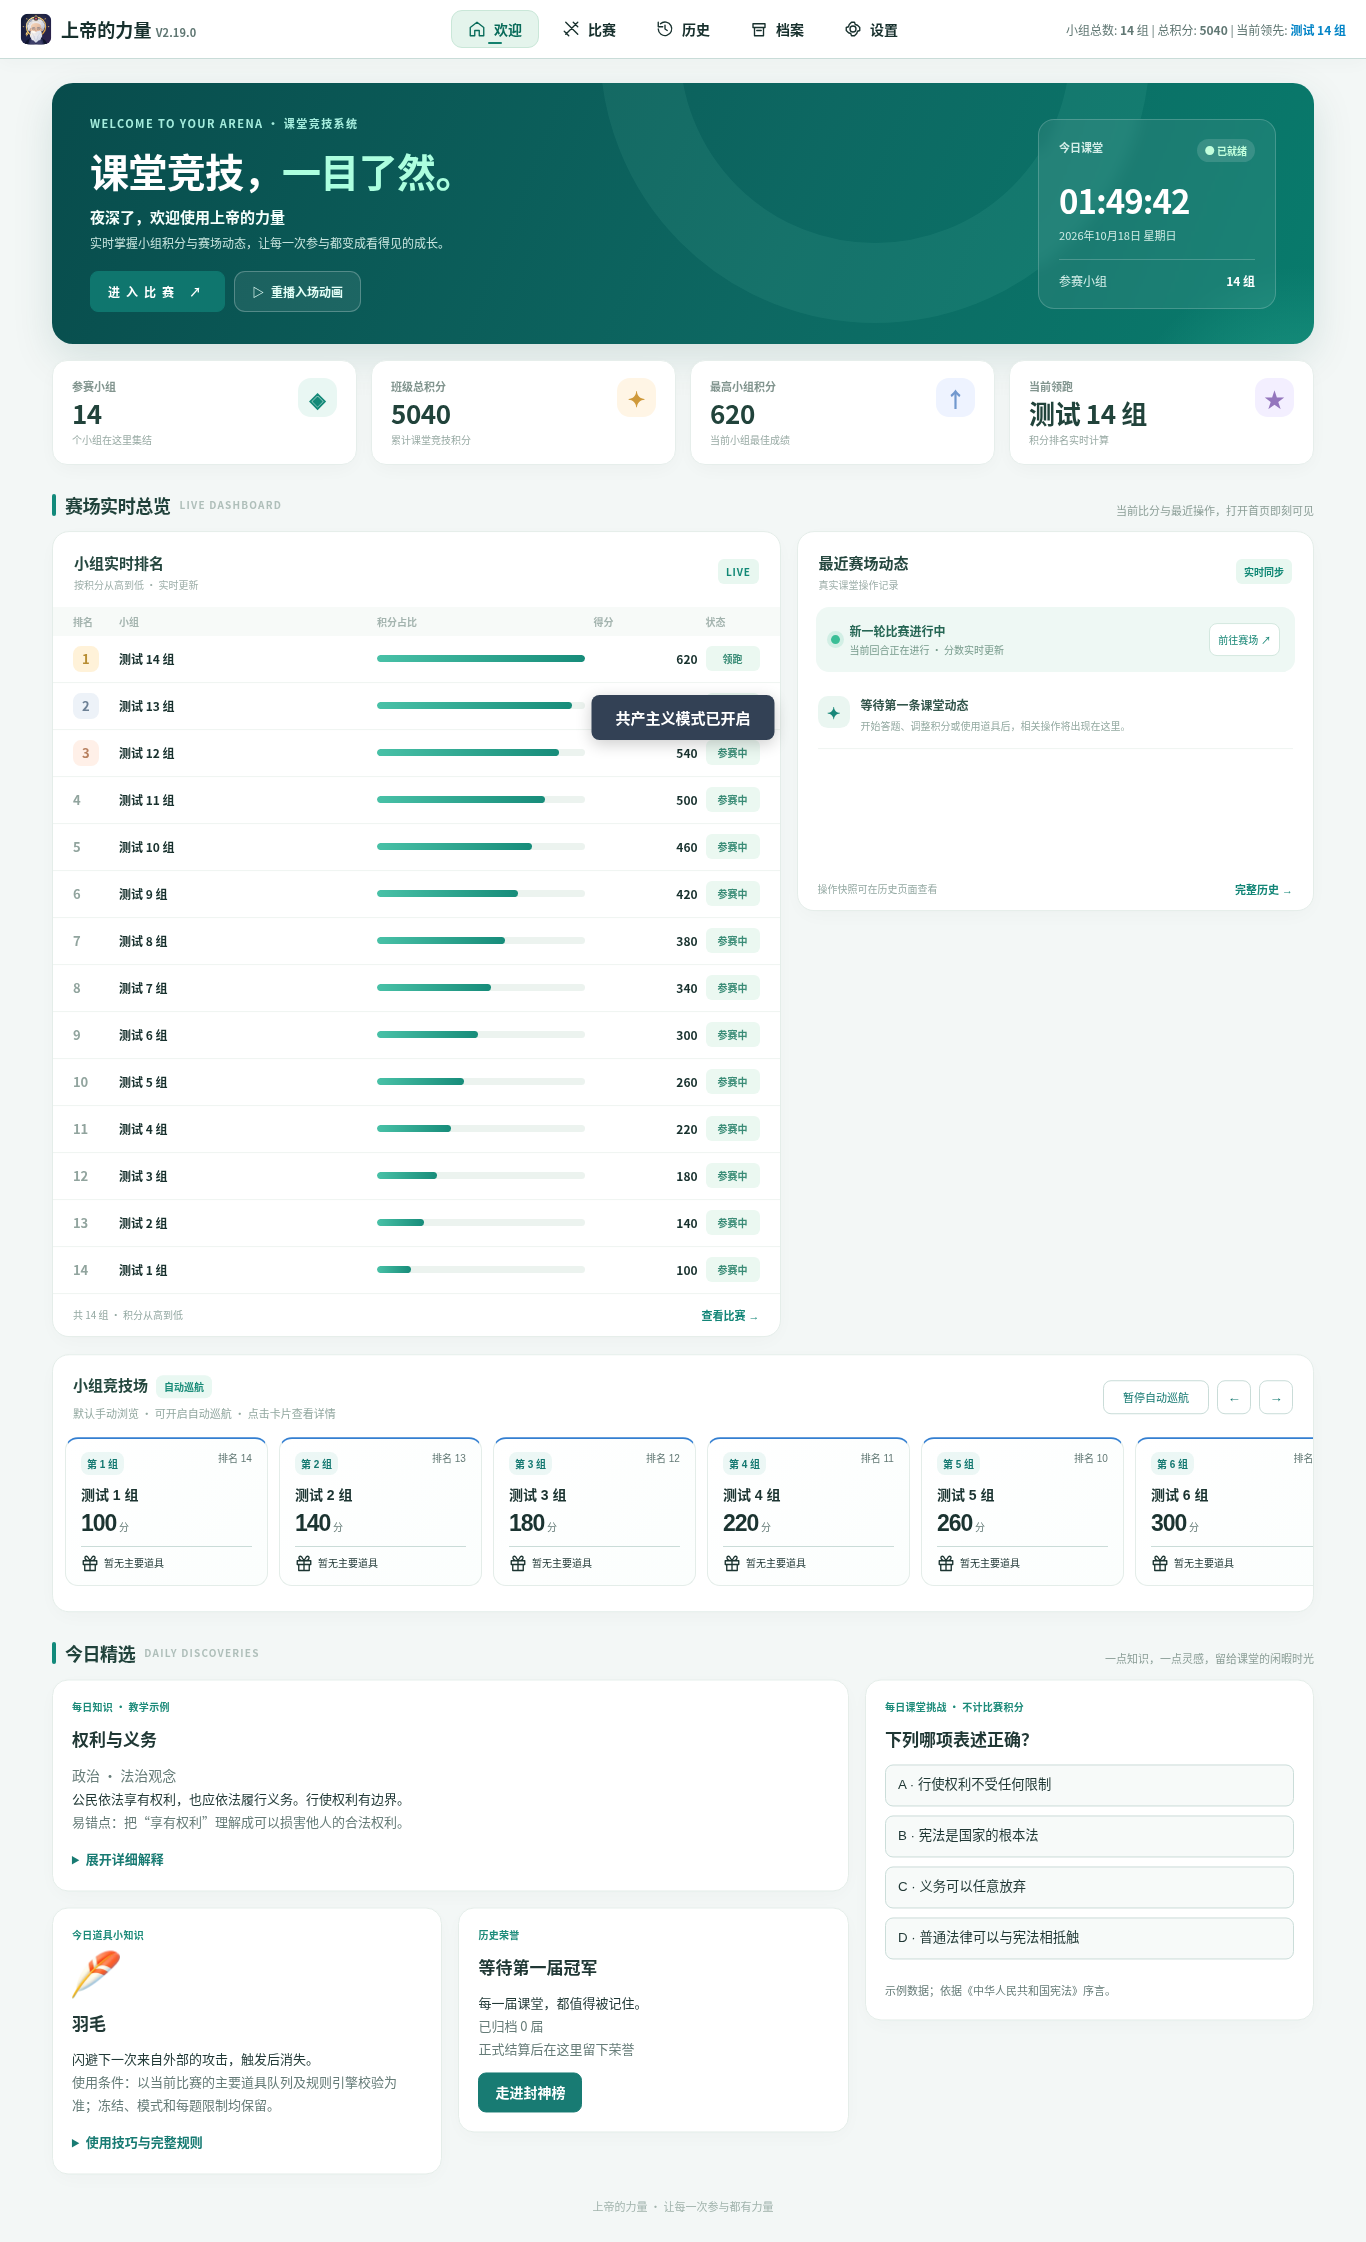 上帝的力量 V2.19.0
欢迎
比赛
历史
档案
设置
小组总数: 14 组 | 总积分: 5040 | 当前领先: 测试 14 组
WELCOME TO YOUR ARENA · 课堂竞技系统
课堂竞技，一目了然。
夜深了，欢迎使用上帝的力量
实时掌握小组积分与赛场动态，让每一次参与都变成看得见的成长。
进入比赛 ↗
▷ 重播入场动画
今日课堂
已就绪
01:49:42
2026年10月18日 星期日
参赛小组
14 组
参赛小组
14
个小组在这里集结
班级总积分
5040
累计课堂竞技积分
最高小组积分
620
当前小组最佳成绩
当前领跑
测试 14 组
积分排名实时计算
赛场实时总览 LIVE DASHBOARD
当前比分与最近操作，打开首页即刻可见
小组实时排名
按积分从高到低 · 实时更新
LIVE
排名 小组 积分占比 得分 状态
1 测试 14 组 620 领跑
2 测试 13 组
共产主义模式已开启
3 测试 12 组 540 参赛中
4 测试 11 组 500 参赛中
5 测试 10 组 460 参赛中
6 测试 9 组 420 参赛中
7 测试 8 组 380 参赛中
8 测试 7 组 340 参赛中
9 测试 6 组 300 参赛中
10 测试 5 组 260 参赛中
11 测试 4 组 220 参赛中
12 测试 3 组 180 参赛中
13 测试 2 组 140 参赛中
14 测试 1 组 100 参赛中
共 14 组 · 积分从高到低
查看比赛 →
最近赛场动态
真实课堂操作记录
实时同步
新一轮比赛进行中
当前回合正在进行 · 分数实时更新
前往赛场 ↗
等待第一条课堂动态
开始答题、调整积分或使用道具后，相关操作将出现在这里。
操作快照可在历史页面查看
完整历史 →
小组竞技场 自动巡航
默认手动浏览 · 可开启自动巡航 · 点击卡片查看详情
暂停自动巡航
←
→
第 1 组 排名 14
测试 1 组
100 分
暂无主要道具
第 2 组 排名 13
测试 2 组
140 分
暂无主要道具
第 3 组 排名 12
测试 3 组
180 分
暂无主要道具
第 4 组 排名 11
测试 4 组
220 分
暂无主要道具
第 5 组 排名 10
测试 5 组
260 分
暂无主要道具
第 6 组 排名
测试 6 组
300 分
暂无主要道具
今日精选 DAILY DISCOVERIES
一点知识，一点灵感，留给课堂的闲暇时光
每日知识 · 教学示例
权利与义务
政治 · 法治观念
公民依法享有权利，也应依法履行义务。行使权利有边界。
易错点：把“享有权利”理解成可以损害他人的合法权利。
▶ 展开详细解释
每日课堂挑战 · 不计比赛积分
下列哪项表述正确？
A · 行使权利不受任何限制
B · 宪法是国家的根本法
C · 义务可以任意放弃
D · 普通法律可以与宪法相抵触
示例数据；依据《中华人民共和国宪法》序言。
今日道具小知识
羽毛
闪避下一次来自外部的攻击，触发后消失。
使用条件：以当前比赛的主要道具队列及规则引擎校验为
准；冻结、模式和每题限制均保留。
▶ 使用技巧与完整规则
历史荣誉
等待第一届冠军
每一届课堂，都值得被记住。
已归档 0 届
正式结算后在这里留下荣誉
走进封神榜
上帝的力量 · 让每一次参与都有力量